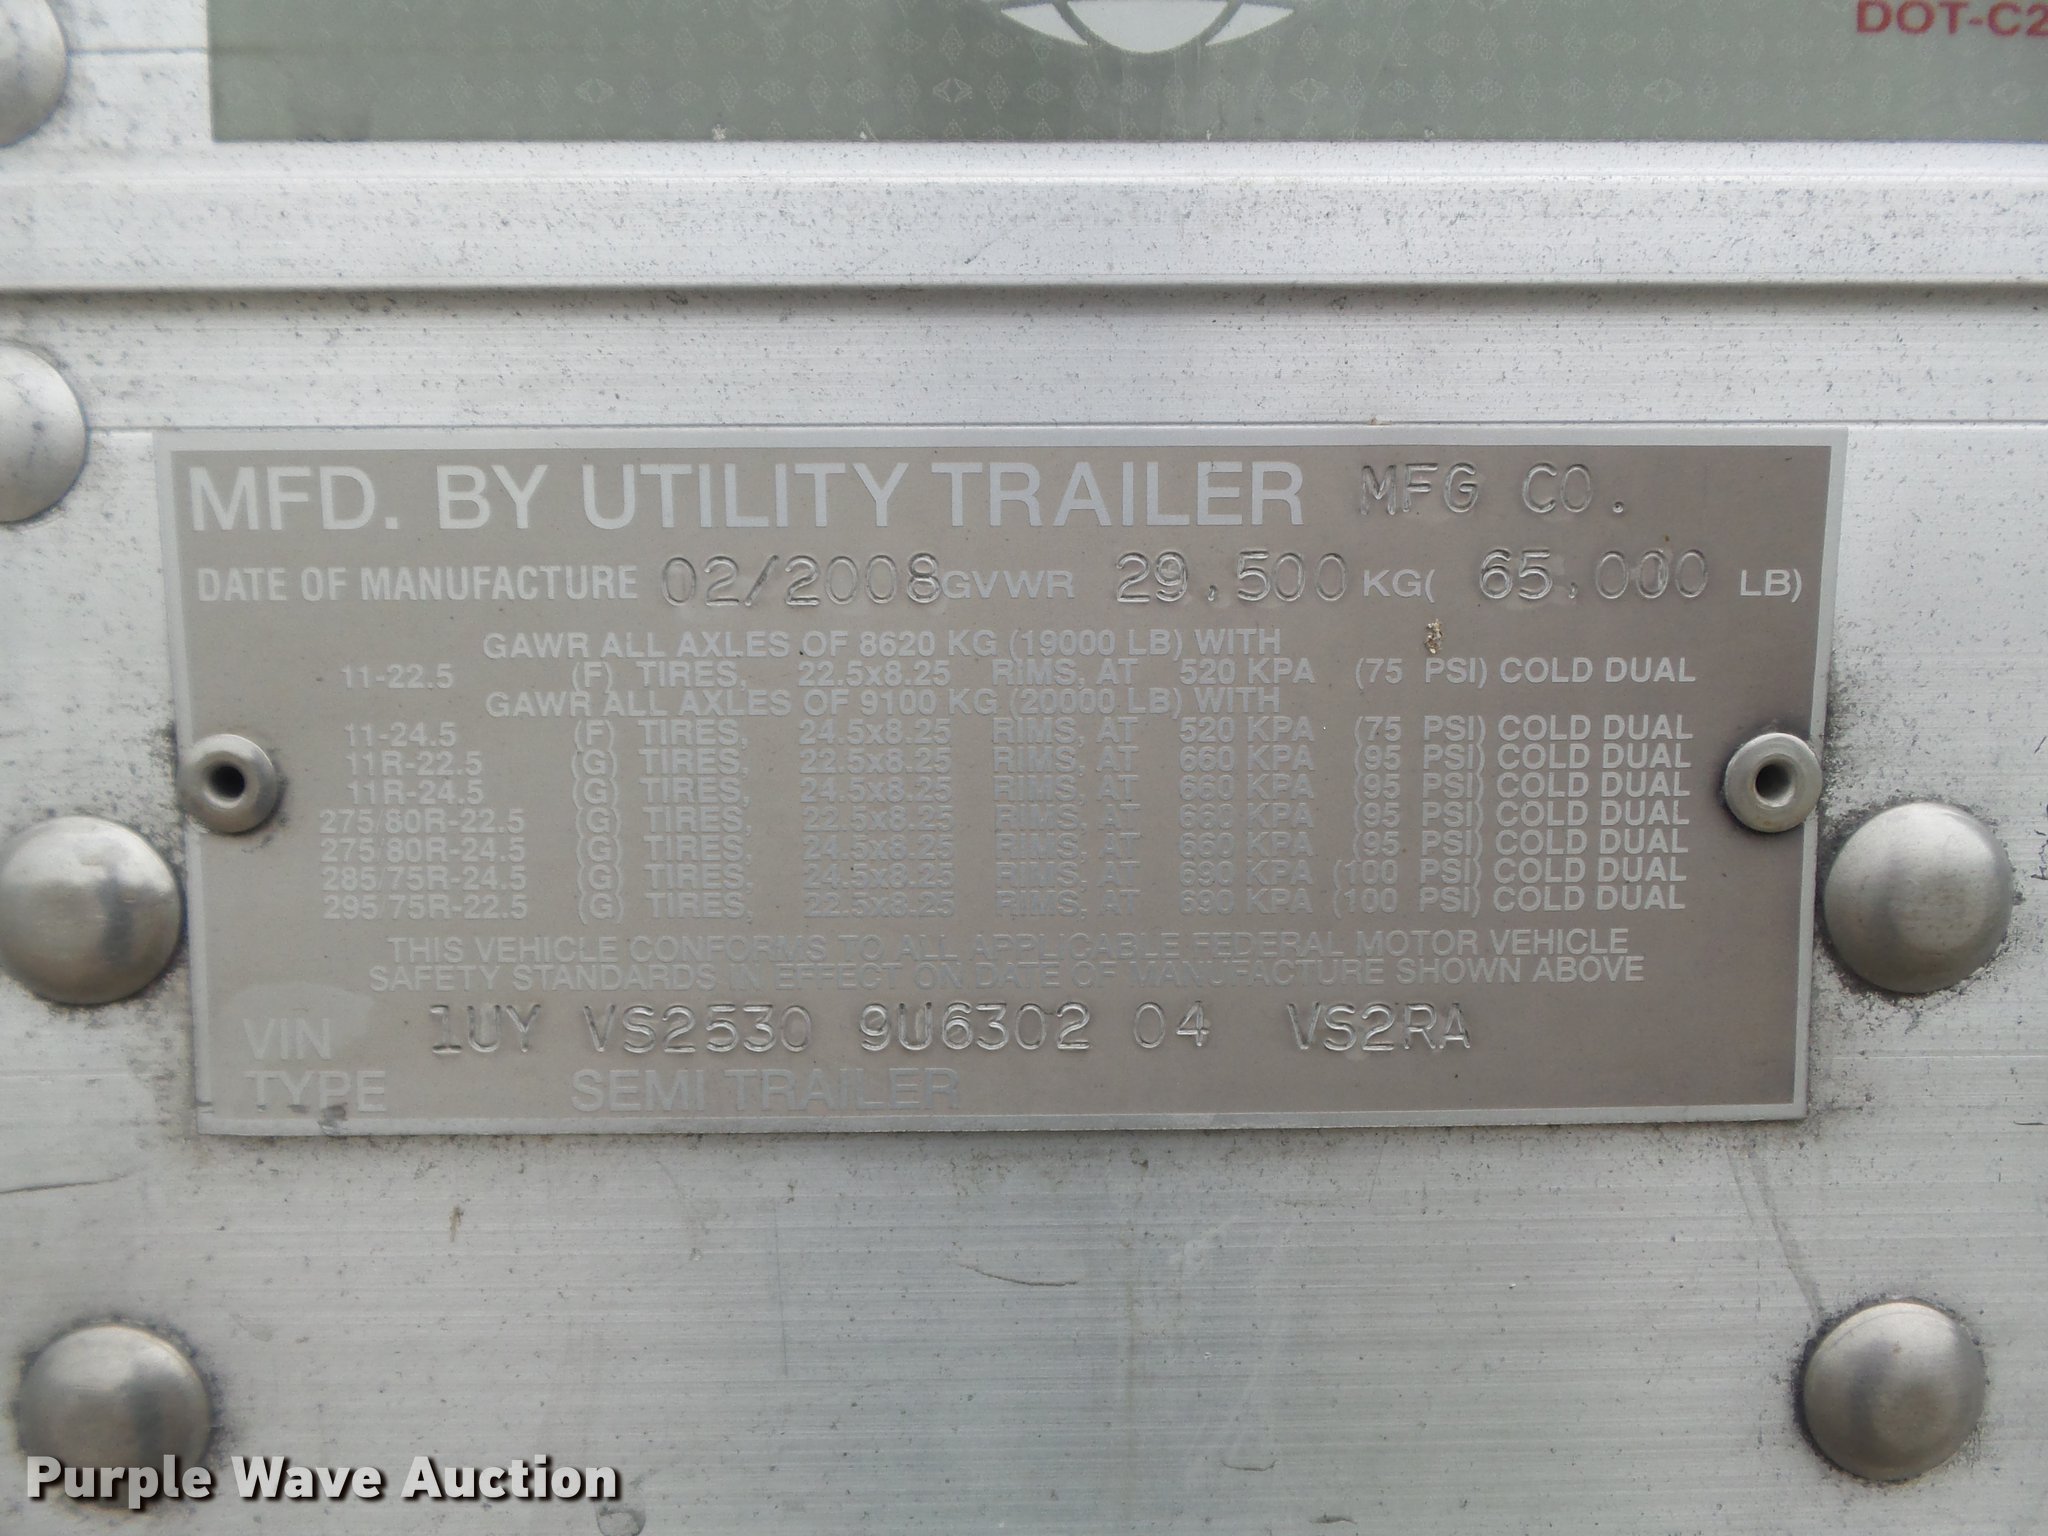 DOT-C2
MFD. BY UTILITY TRAILER MFG CO.
DATE OF MANUFACTURE 02/2008 GVWR 29,500 KG( 65,000 LB)
GAWR ALL AXLES OF 8620 KG (19000 LB) WITH
11-22.5 (F) TIRES, 22.5x8.25 RIMS, AT 520 KPA (75 PSI) COLD DUAL
GAWR ALL AXLES OF 9100 KG (20000 LB) WITH
11-24.5 (F) TIRES, 24.5x8.25 RIMS, AT 520 KPA (75 PSI) COLD DUAL
11R-22.5 (G) TIRES, 22.5x8.25 RIMS, AT 660 KPA (95 PSI) COLD DUAL
11R-24.5 (G) TIRES, 24.5x8.25 RIMS, AT 660 KPA (95 PSI) COLD DUAL
275/80R-22.5 (G) TIRES, 22.5x8.25 RIMS, AT 660 KPA (95 PSI) COLD DUAL
275/80R-24.5 (G) TIRES, 24.5x8.25 RIMS, AT 660 KPA (95 PSI) COLD DUAL
285/75R-24.5 (G) TIRES, 24.5x8.25 RIMS, AT 690 KPA (100 PSI) COLD DUAL
295/75R-22.5 (G) TIRES, 22.5x8.25 RIMS, AT 690 KPA (100 PSI) COLD DUAL
THIS VEHICLE CONFORMS TO ALL APPLICABLE FEDERAL MOTOR VEHICLE
SAFETY STANDARDS IN EFFECT ON DATE OF MANUFACTURE SHOWN ABOVE
VIN 1UY VS2530 9U6302 04 VS2RA
TYPE SEMI TRAILER
Purple Wave Auction